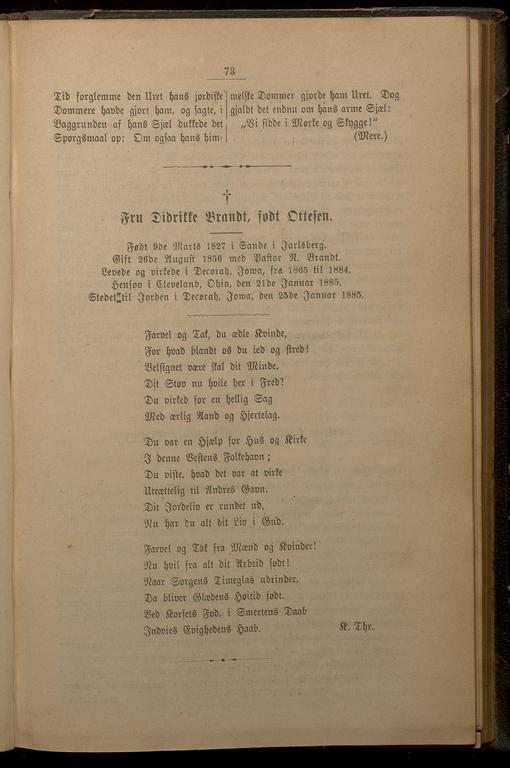 73
Tid forglemme den Uret hans jordiske
Dommere havde gjort ham, og sagte, i
Baggrunden af hans Sjæl dukkede det
Spørgsmaal op: Om ogsaa hans him-
melske Dommer gjorde ham Uret. Dog
gjaldt det endnu om hans arme Sjæl:
„Vi sidde i Mørke og Skygge!“
(Mere.)
†
Fru Didrikke Brandt, født Ottesen.
Født 9de Marts 1827 i Sande i Jarlsberg.
Gift 26de August 1856 med Pastor N. Brandt.
Levede og virkede i Decorah, Iowa, fra 1865 til 1884.
Hensov i Cleveland, Ohio, den 21de Januar 1885.
Stedet til Jorden i Decorah, Iowa, den 25de Januar 1885.
Farvel og Tak, du ædle Kvinde,
For hvad blandt os du led og stred!
Velsignet være skal dit Minde,
Dit Støv nu hvile her i Fred!
Du virked for en hellig Sag
Med ærlig Aand og Hjertelag.
Du var en Hjælp for Hus og Kirke
I denne Vestens Folkehavn;
Du viste, hvad det var at virke
Utrættelig til Andres Gavn.
Dit Jordeliv er rundet ud,
Nu har du alt dit Liv i Gud.
Farvel og Tak fra Mænd og Kvinder!
Nu hvil fra alt dit Arbeid sødt!
Naar Sorgens Timeglas udrinder,
Da bliver Glædens Høitid født.
Ved Korsets Fod, i Smertens Daab
Indvies Evighedens Haab.
K. Thr.